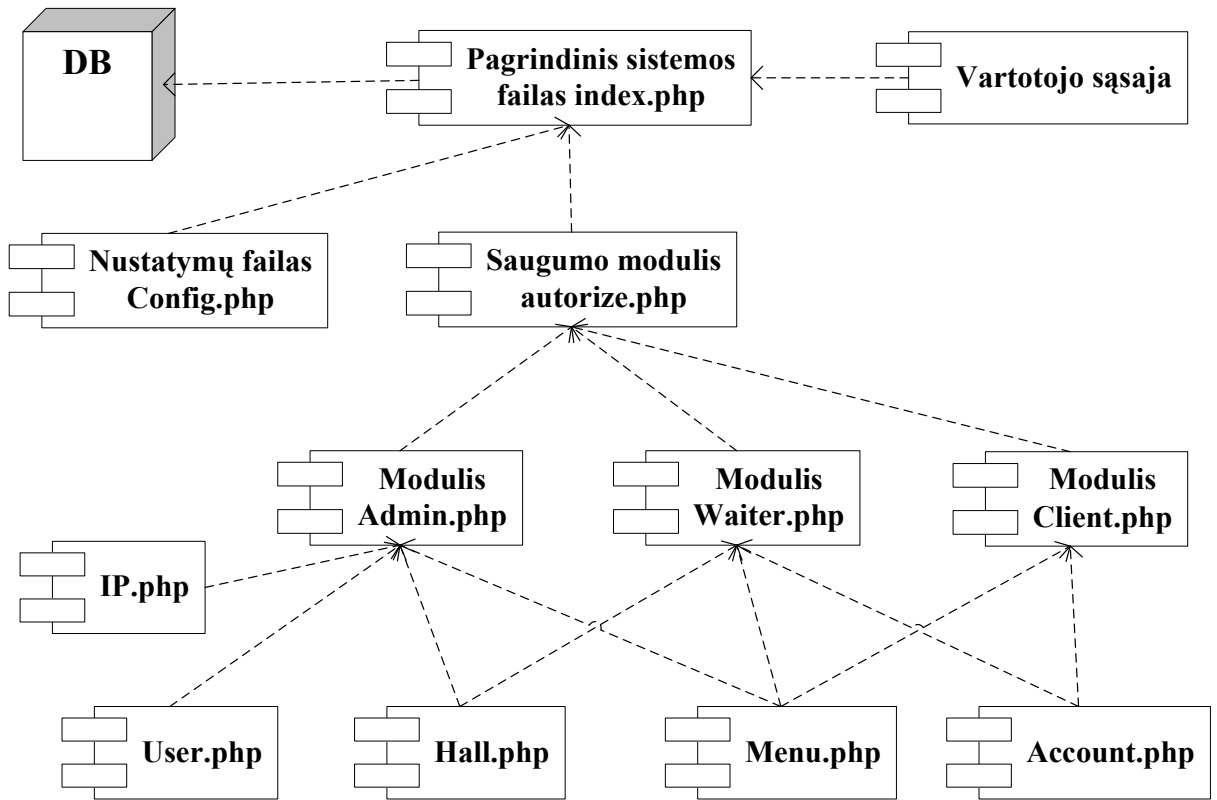 DB
Pagrindinis sistemos
failas index.php
Vartotojo sąsaja
Nustatymų failas
Config.php
Saugumo modulis
autorize.php
Modulis
Admin.php
Modulis
Waiter.php
Modulis
Client.php
IP.php
User.php
Hall.php
Menu.php
Account.php